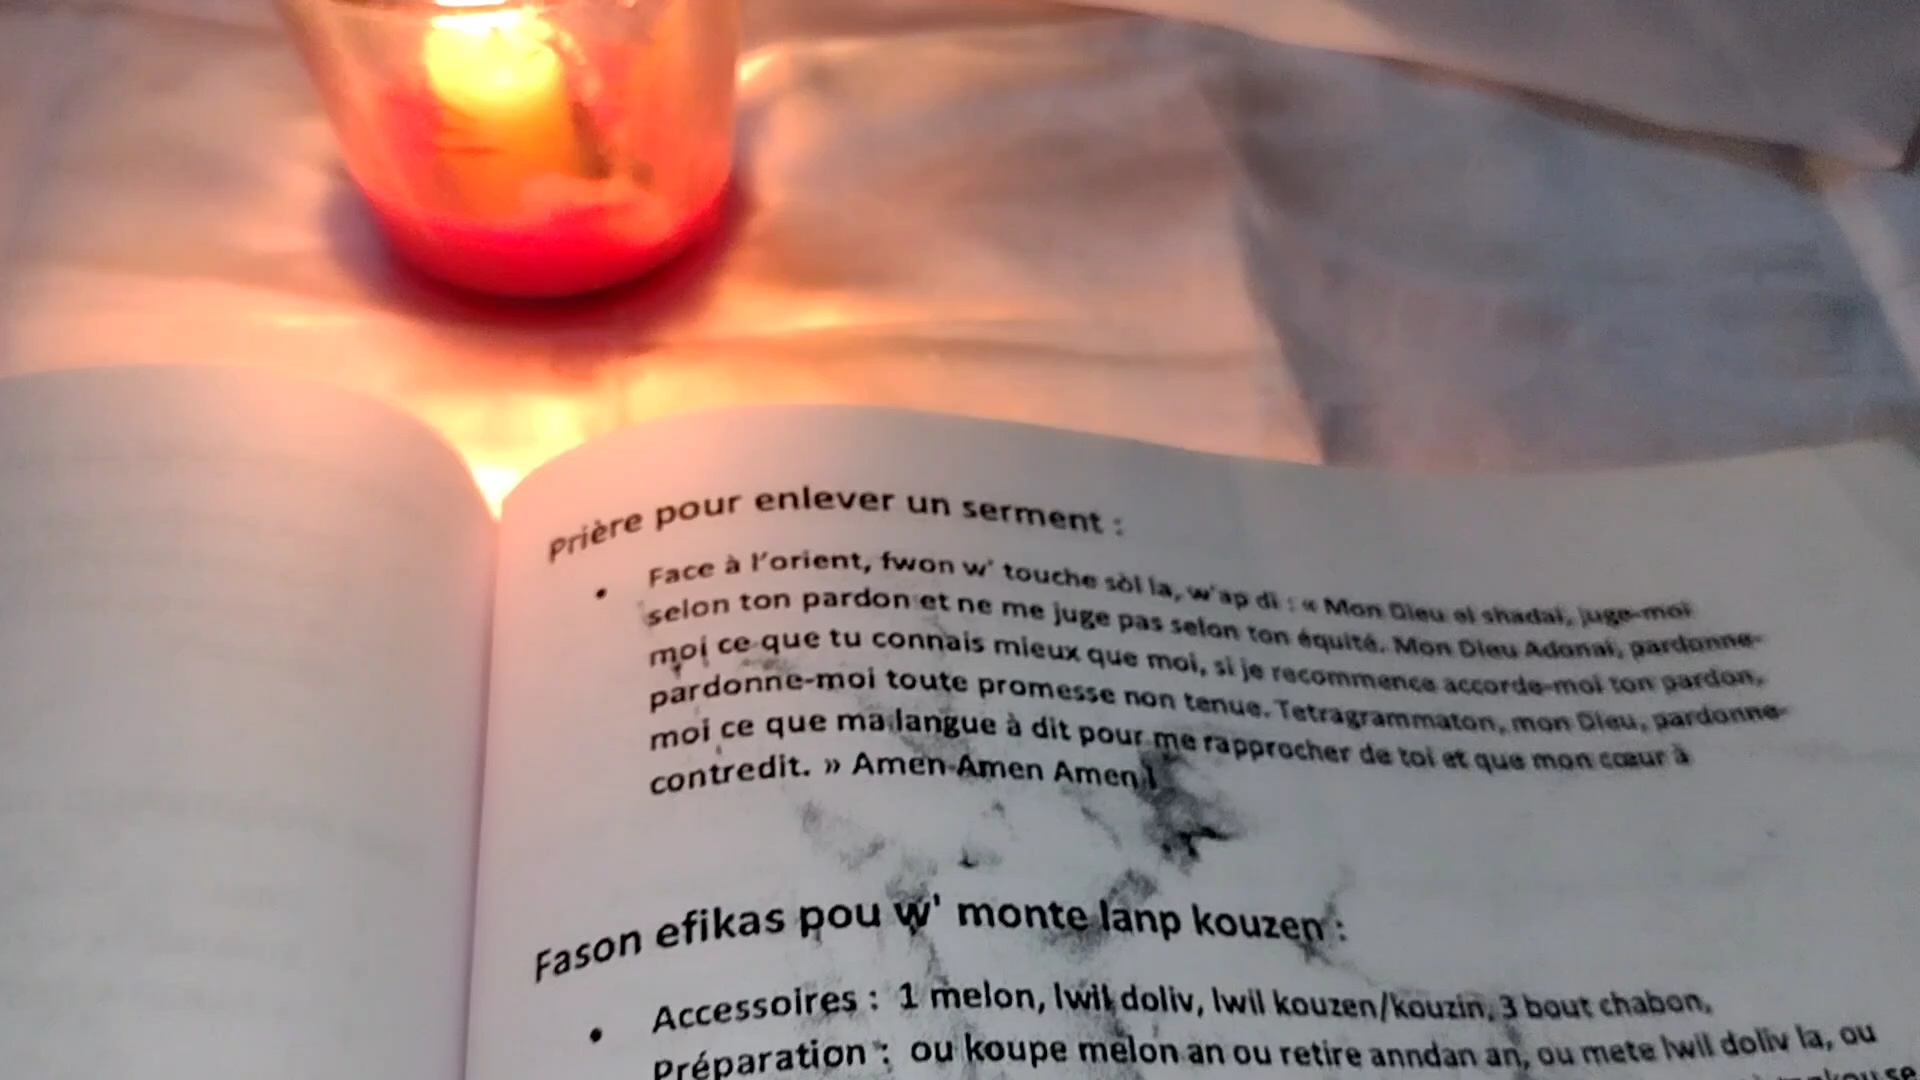 Prière pour enlever un serment :
• Face à l'orient, fwon w' touche sòl la, w'ap di : « Mon Dieu el shadai, juge-moi
selon ton pardon et ne me juge pas selon ton équité. Mon Dieu Adonai, pardonne-
moi ce que tu connais mieux que moi, si je recommence accorde-moi ton pardon,
pardonne-moi toute promesse non tenue. Tetragrammaton, mon Dieu, pardonne-
moi ce que ma langue à dit pour me rapprocher de toi et que mon cœur à
contredit. » Amen Amen Amen !
Fason efikas pou w' monte lanp kouzen :
• Accessoires : 1 melon, lwil doliv, lwil kouzen/kouzin, 3 bout chabon,
Préparation : ou koupe melon an ou retire anndan an, ou mete lwil doliv la, ou